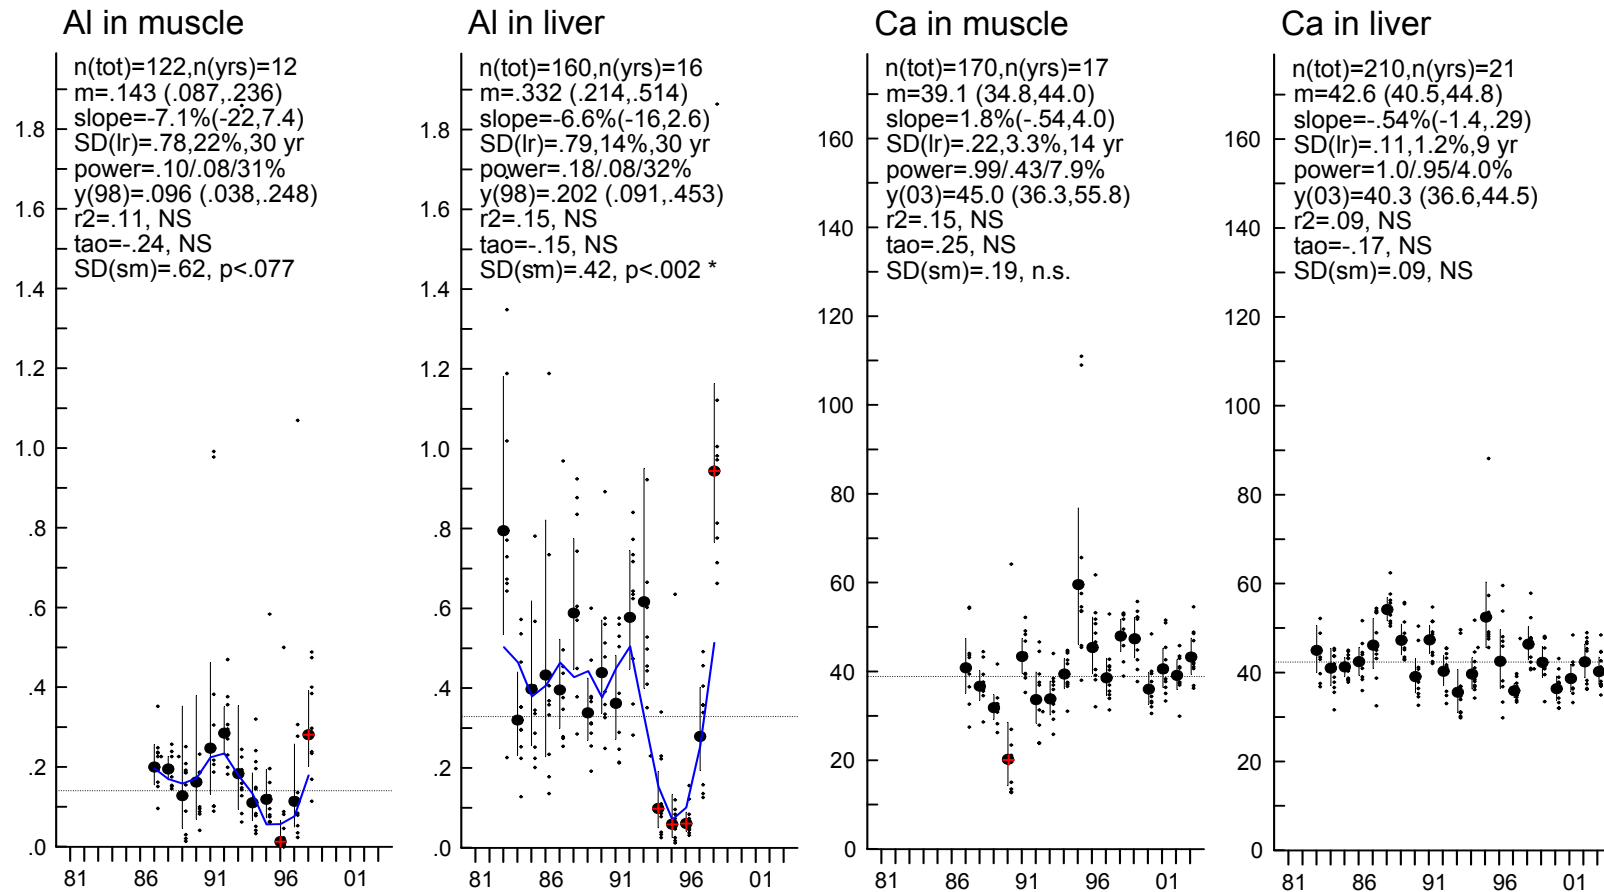 Al in muscle
n(tot)=122,n(yrs)=12
m=.143 (.087,.236)
slope=-7.1%(-22,7.4)
SD(lr)=.78,22%,30 yr
power=.10/.08/31%
y(98)=.096 (.038,.248)
r2=.11, NS
tao=-.24, NS
SD(sm)=.62, p<.077
1.8
1.6
1.4
1.2
1.0
.8
.6
.4
.2
.0
81 86 91 96 01
Al in liver
n(tot)=160,n(yrs)=16
m=.332 (.214,.514)
slope=-6.6%(-16,2.6)
SD(lr)=.79,14%,30 yr
power=.18/.08/32%
y(98)=.202 (.091,.453)
r2=.15, NS
tao=-.15, NS
SD(sm)=.42, p<.002 *
1.8
1.6
1.4
1.2
1.0
.8
.6
.4
.2
.0
81 86 91 96 01
Ca in muscle
n(tot)=170,n(yrs)=17
m=39.1 (34.8,44.0)
slope=1.8%(-.54,4.0)
SD(lr)=.22,3.3%,14 yr
power=.99/.43/7.9%
y(03)=45.0 (36.3,55.8)
r2=.15, NS
tao=.25, NS
SD(sm)=.19, n.s.
160
140
120
100
80
60
40
20
0
81 86 91 96 01
Ca in liver
n(tot)=210,n(yrs)=21
m=42.6 (40.5,44.8)
slope=-.54%(-1.4,.29)
SD(lr)=.11,1.2%,9 yr
power=1.0/.95/4.0%
y(03)=40.3 (36.6,44.5)
r2=.09, NS
tao=-.17, NS
SD(sm)=.09, NS
160
140
120
100
80
60
40
20
0
81 86 91 96 01